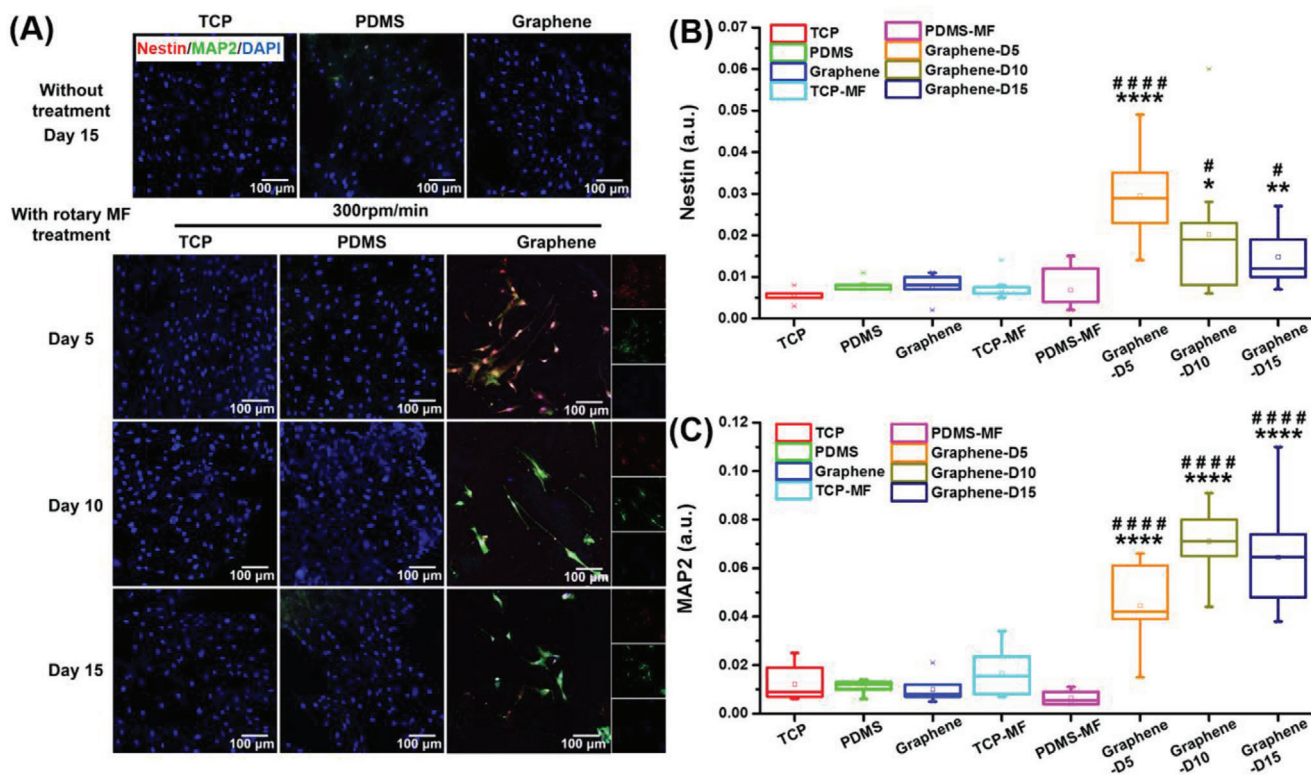 (A)
TCP
PDMS
Graphene
Nestin/MAP2/DAPI
Without
treatment
Day 15
100 μm
100 μm
100 μm
With rotary MF
treatment
300rpm/min
TCP
PDMS
Graphene
Day 5
100 μm
100 μm
100 μm
Day 10
100 μm
100 μm
100 μm
Day 15
100 μm
100 μm
100 μm
(B)
Nestin (a.u.)
0.07
0.06
0.05
0.04
0.03
0.02
0.01
0.00
TCP
PDMS
Graphene
TCP-MF
PDMS-MF
Graphene-D5
Graphene-D10
Graphene-D15
####
****
#
*
#
**
TCP
PDMS
Graphene
TCP-MF
PDMS-MF
Graphene
-D5
Graphene
-D10
Graphene
-D15
(C)
MAP2 (a.u.)
0.12
0.10
0.08
0.06
0.04
0.02
0.00
TCP
PDMS
Graphene
TCP-MF
PDMS-MF
Graphene-D5
Graphene-D10
Graphene-D15
####
****
####
****
####
****
TCP
PDMS
Graphene
TCP-MF
PDMS-MF
Graphene
-D5
Graphene
-D10
Graphene
-D15